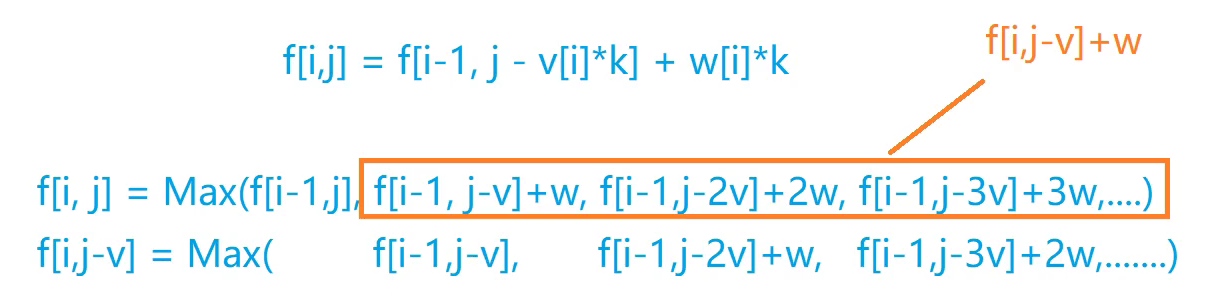 f[i,j-v]+w
f[i,j] = f[i-1, j - v[i]*k] + w[i]*k
f[i, j] = Max(f[i-1,j], f[i-1, j-v]+w, f[i-1,j-2v]+2w, f[i-1,j-3v]+3w,....)
f[i,j-v] = Max( f[i-1,j-v], f[i-1,j-2v]+w, f[i-1,j-3v]+2w,.......)